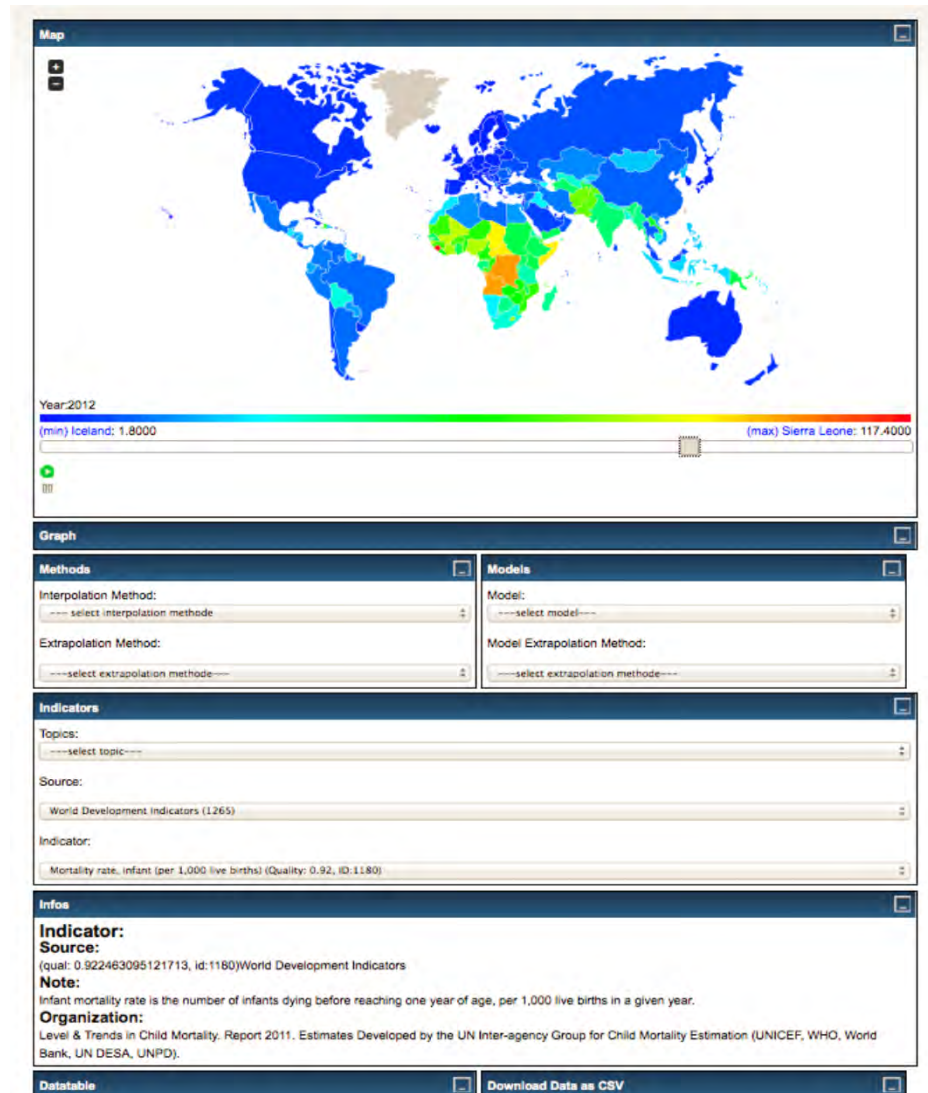 Map
+
−
Year:2012
(min) Iceland: 1.8000 (max) Sierra Leone: 117.4000
Graph
Methods
Interpolation Method:
--- select interpolation methode
Extrapolation Method:
---select extrapolation methode---
Models
Model:
---select model---
Model Extrapolation Method:
---select extrapolation methode---
Indicators
Topics:
---select topic---
Source:
World Development Indicators (1265)
Indicator:
Mortality rate, infant (per 1,000 live births) (Quality: 0.92, ID:1180)
Infos
Indicator:
Source:
(qual: 0.922463095121713, id:1180)World Development Indicators
Note:
Infant mortality rate is the number of infants dying before reaching one year of age, per 1,000 live births in a given year.
Organization:
Level & Trends in Child Mortality. Report 2011. Estimates Developed by the UN Inter-agency Group for Child Mortality Estimation (UNICEF, WHO, World
Bank, UN DESA, UNPD).
Datatable
Download Data as CSV